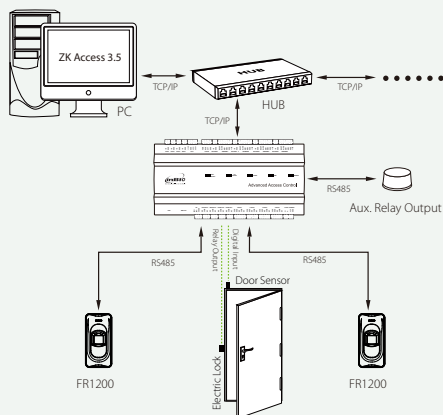 ZK Access 3.5
PC
TCP/IP
HUB
HUB
TCP/IP
TCP/IP
Advanced Access Control
RS485
Aux. Relay Output
RS485
Relay Output
Digital Input
RS485
Door Sensor
Electric Lock
FR1200
FR1200